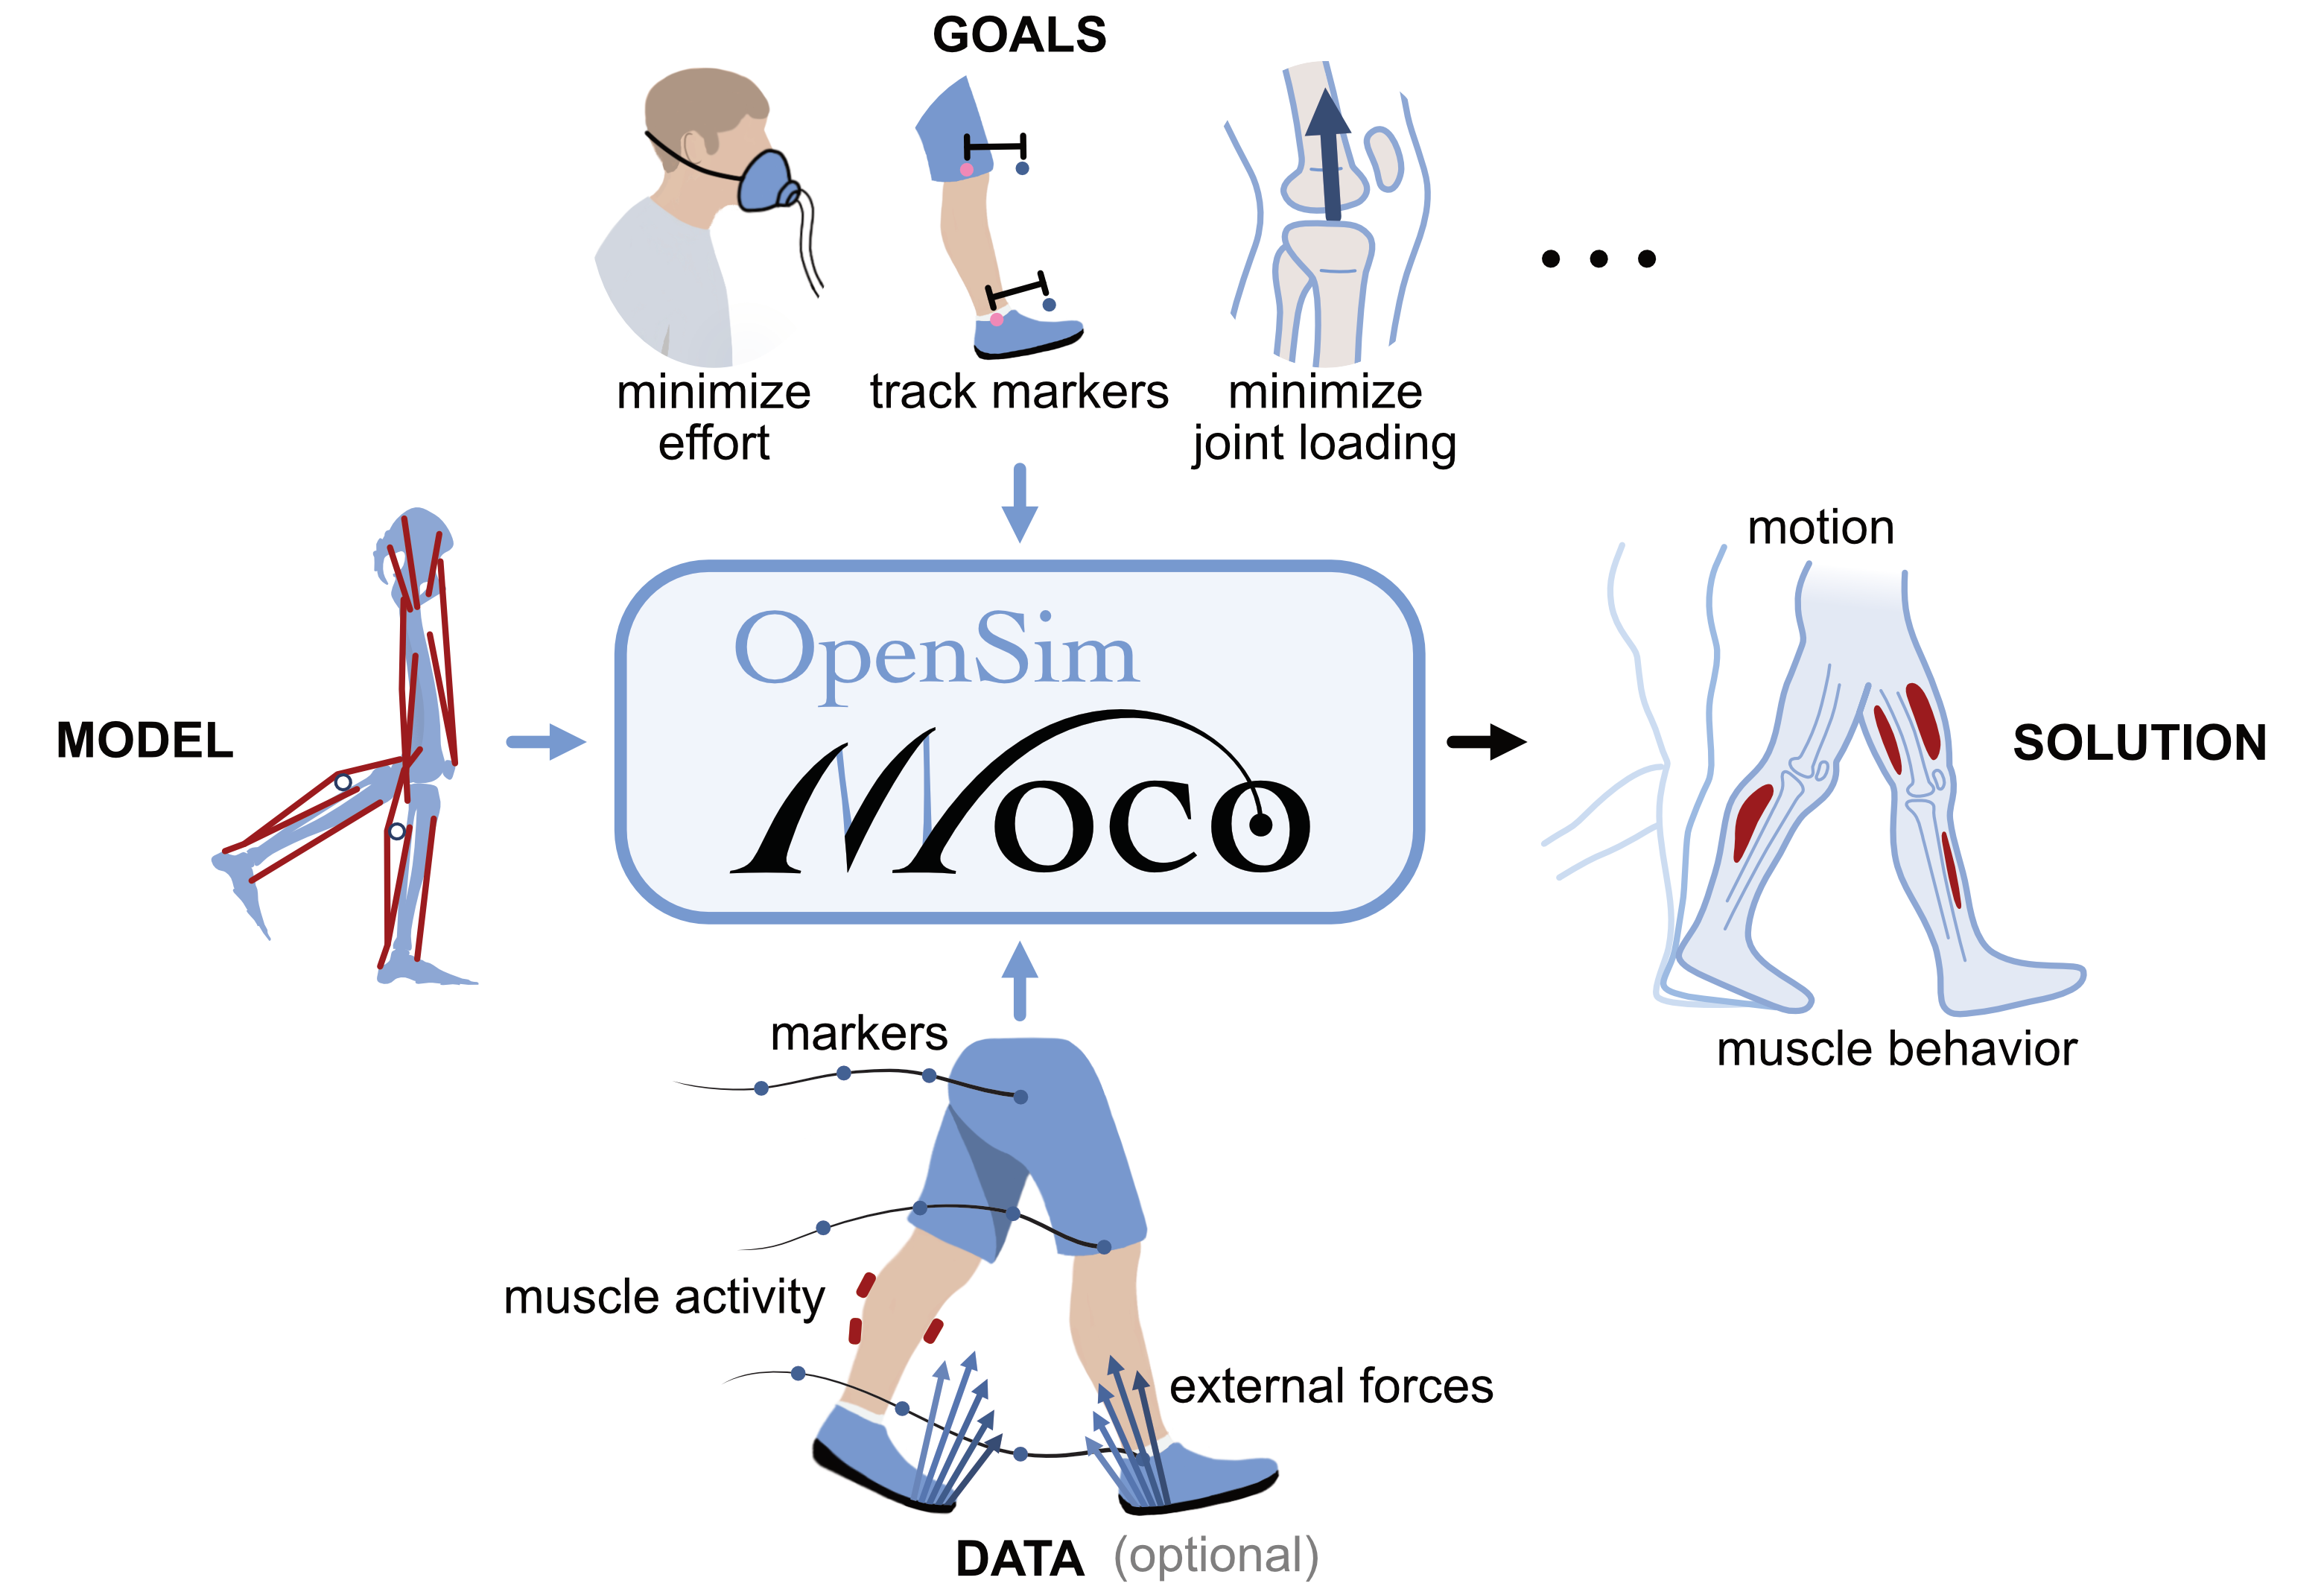 GOALS
minimize
effort
track markers
minimize
joint loading
• • •
MODEL
OpenSim
Moco
motion
SOLUTION
muscle behavior
markers
muscle activity
external forces
DATA (optional)